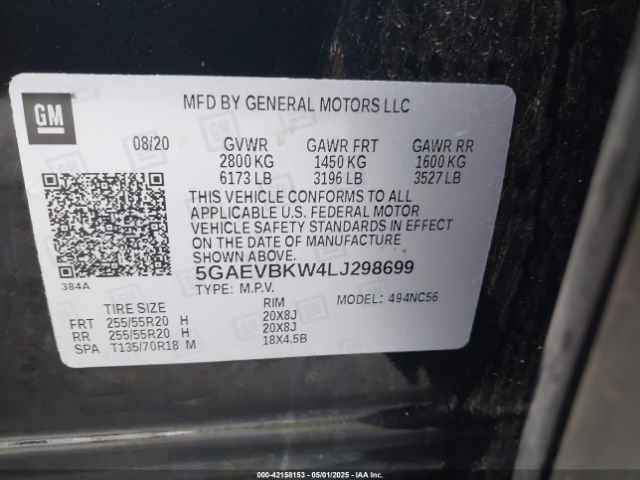 GM
MFD BY GENERAL MOTORS LLC
08/20 GVWR GAWR FRT GAWR RR
2800 KG 1450 KG 1600 KG
6173 LB 3196 LB 3527 LB
THIS VEHICLE CONFORMS TO ALL
APPLICABLE U.S. FEDERAL MOTOR
VEHICLE SAFETY STANDARDS IN EFFECT
ON THE DATE OF MANUFACTURE
SHOWN ABOVE.
384A
5GAEVBKW4LJ298699
TYPE: M.P.V. MODEL: 494NC56
TIRE SIZE RIM
FRT 255/55R20 H 20X8J
RR 255/55R20 H 20X8J
SPA T135/70R18 M 18X4.5B
000-42158153 - 05/01/2025 - IAAI.COM